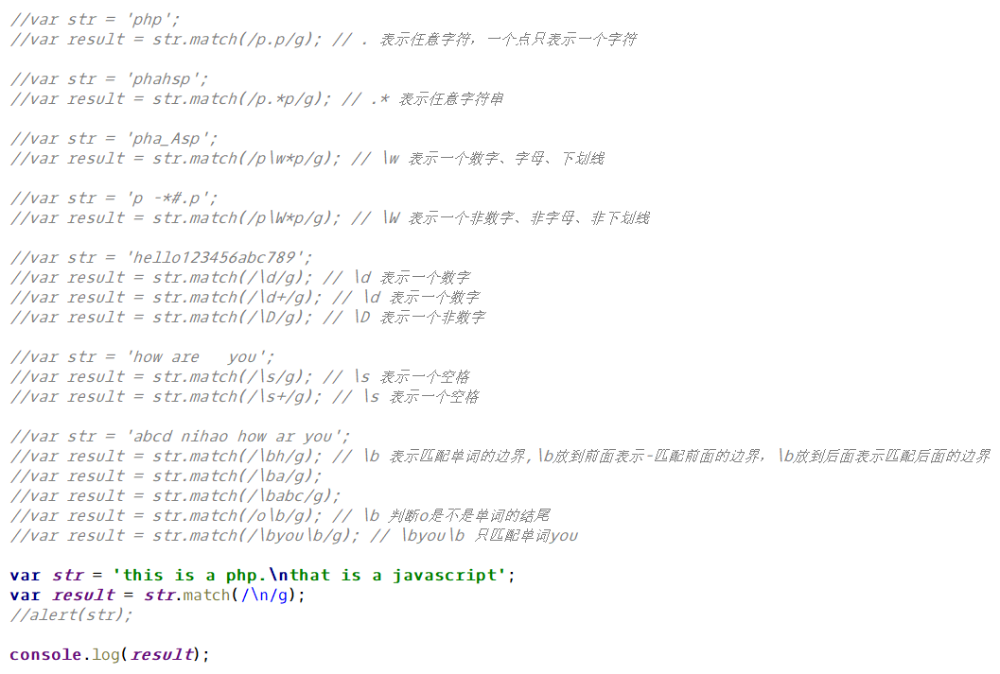 //var str = 'php';
//var result = str.match(/p.p/g); // . 表示任意字符，一个点只表示一个字符
//var str = 'phahsp';
//var result = str.match(/p.*p/g); // .* 表示任意字符串
//var str = 'pha_Asp';
//var result = str.match(/p\w*p/g); // \w 表示一个数字、字母、下划线
//var str = 'p -*#.p';
//var result = str.match(/p\W*p/g); // \W 表示一个非数字、非字母、非下划线
//var str = 'hello123456abc789';
//var result = str.match(/\d/g); // \d 表示一个数字
//var result = str.match(/\d+/g); // \d 表示一个数字
//var result = str.match(/\D/g); // \D 表示一个非数字
//var str = 'how are   you';
//var result = str.match(/\s/g); // \s 表示一个空格
//var result = str.match(/\s+/g); // \s 表示一个空格
//var str = 'abcd nihao how ar you';
//var result = str.match(/\bh/g); // \b 表示匹配单词的边界,\b放到前面表示-匹配前面的边界，\b放到后面表示匹配后面的边界
//var result = str.match(/\ba/g);
//var result = str.match(/\babc/g);
//var result = str.match(/o\b/g); // \b 判断o是不是单词的结尾
//var result = str.match(/\byou\b/g); // \byou\b 只匹配单词you
var str = 'this is a php.\nthat is a javascript';
var result = str.match(/\n/g);
//alert(str);
console.log(result);